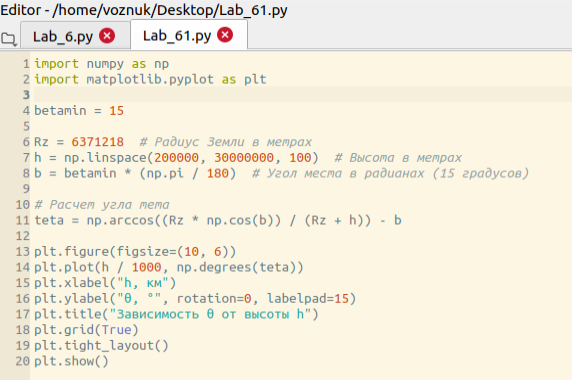 Editor - /home/voznuk/Desktop/Lab_61.py
Lab_6.py Lab_61.py
1 import numpy as np
2 import matplotlib.pyplot as plt
3
4 betamin = 15
5
6 Rz = 6371218  # Радиус Земли в метрах
7 h = np.linspace(200000, 30000000, 100)  # Высота в метрах
8 b = betamin * (np.pi / 180)  # Угол места в радианах (15 градусов)
9
10 # Расчет угла тета
11 teta = np.arccos((Rz * np.cos(b)) / (Rz + h)) - b
12
13 plt.figure(figsize=(10, 6))
14 plt.plot(h / 1000, np.degrees(teta))
15 plt.xlabel("h, км")
16 plt.ylabel("θ, °", rotation=0, labelpad=15)
17 plt.title("Зависимость θ от высоты h")
18 plt.grid(True)
19 plt.tight_layout()
20 plt.show()